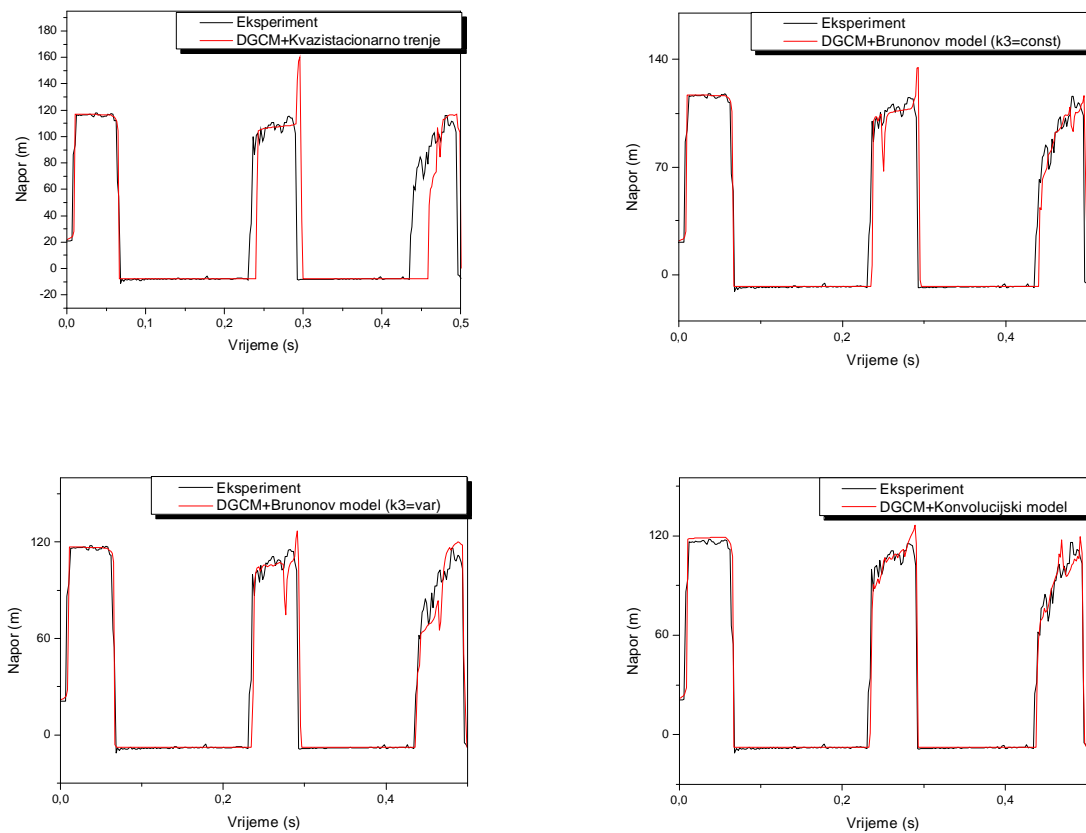 Eksperiment
DGCM+Kvazistacionarno trenje
180
160
140
120
100
80
60
40
20
0
-20
Napor (m)
0,0 0,1 0,2 0,3 0,4 0,5
Vrijeme (s)
Eksperiment
DGCM+Brunonov model (k3=const)
140
70
0
Napor (m)
0,0 0,2 0,4
Vrijeme (s)
Eksperiment
DGCM+Brunonov model (k3=var)
120
60
0
Napor (m)
0,0 0,2 0,4
Vrijeme (s)
Eksperiment
DGCM+Konvolucijski model
120
60
0
Napor (m)
0,0 0,2 0,4
Vrijeme (s)